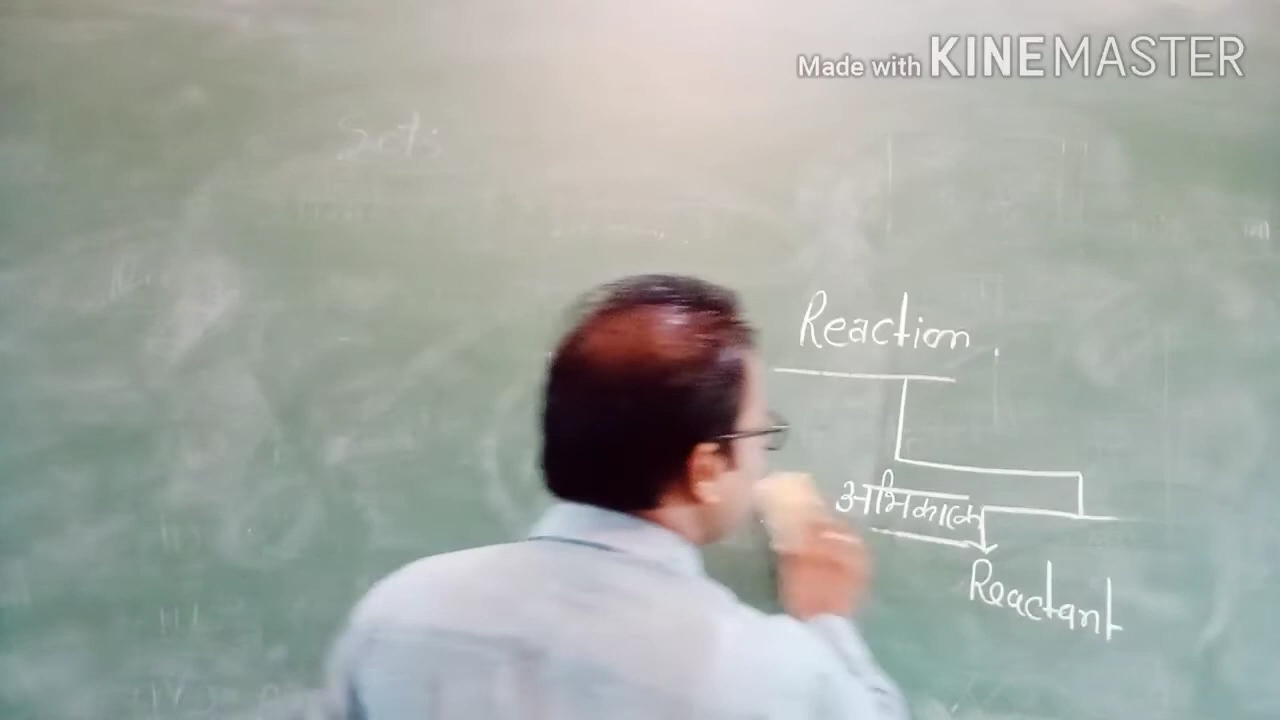 Made with KINEMASTER
Reaction
अभिकारक
Reactant